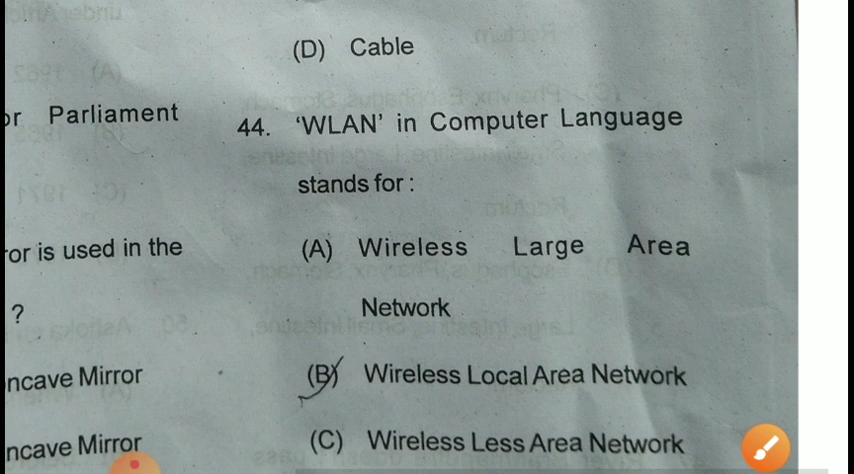 (D) Cable
or Parliament
44. ‘WLAN’ in Computer Language
stands for :
or is used in the
(A) Wireless Large Area
Network
?
ncave Mirror
(B) Wireless Local Area Network
ncave Mirror
(C) Wireless Less Area Network